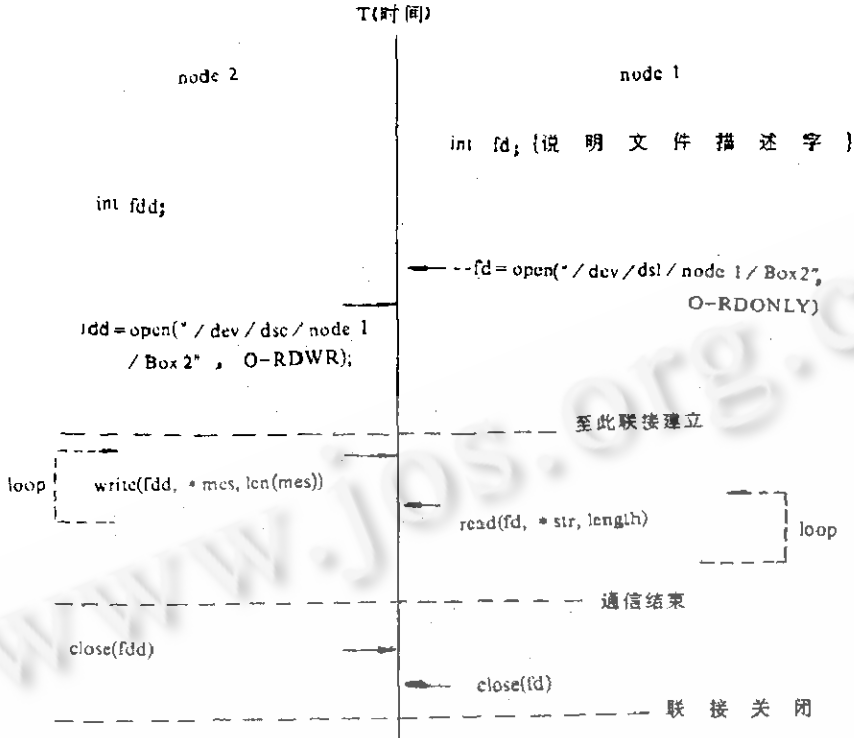 T(时间)
node 2
node 1
int fd; {说 明 文 件 描 述 字 }
int fdd;
fd=open("/dev/dsl/node 1/Box2",
O-RDONLY)
fdd=open("/dev/dsc/node 1
/Box 2" , O-RDWR);
至此联接建立
loop
write(fdd, *mes, len(mes))
read(fd, *str, length)
loop
通信结束
close(fdd)
close(fd)
联 接 关 闭
www.jos.org.c